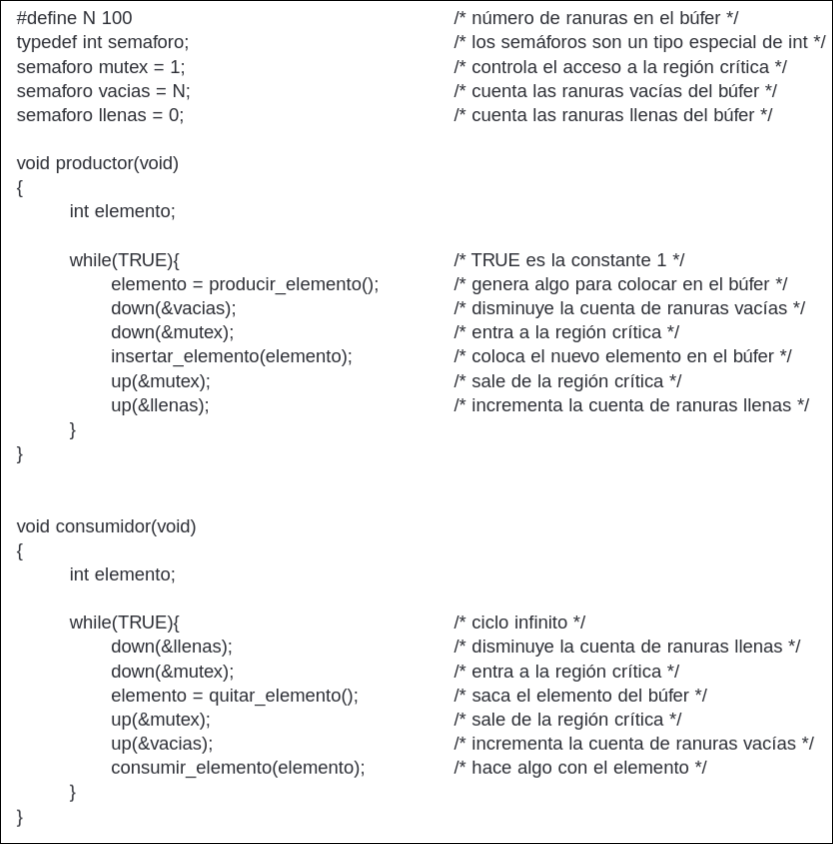 #define N 100 /* número de ranuras en el búfer */
typedef int semaforo; /* los semáforos son un tipo especial de int */
semaforo mutex = 1; /* controla el acceso a la región crítica */
semaforo vacias = N; /* cuenta las ranuras vacías del búfer */
semaforo llenas = 0; /* cuenta las ranuras llenas del búfer */
void productor(void)
{
int elemento;
while(TRUE){ /* TRUE es la constante 1 */
elemento = producir_elemento(); /* genera algo para colocar en el búfer */
down(&vacias); /* disminuye la cuenta de ranuras vacías */
down(&mutex); /* entra a la región crítica */
insertar_elemento(elemento); /* coloca el nuevo elemento en el búfer */
up(&mutex); /* sale de la región crítica */
up(&llenas); /* incrementa la cuenta de ranuras llenas */
}
}
void consumidor(void)
{
int elemento;
while(TRUE){ /* ciclo infinito */
down(&llenas); /* disminuye la cuenta de ranuras llenas */
down(&mutex); /* entra a la región crítica */
elemento = quitar_elemento(); /* saca el elemento del búfer */
up(&mutex); /* sale de la región crítica */
up(&vacias); /* incrementa la cuenta de ranuras vacías */
consumir_elemento(elemento); /* hace algo con el elemento */
}
}